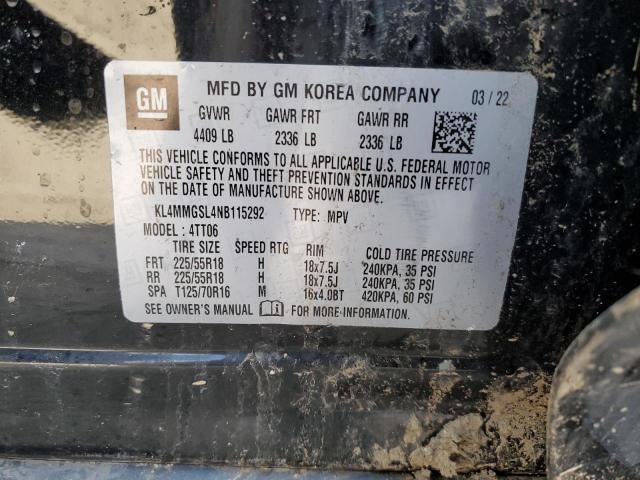 GM
MFD BY GM KOREA COMPANY 03 / 22
GVWR GAWR FRT GAWR RR
4409 LB 2336 LB 2336 LB
THIS VEHICLE CONFORMS TO ALL APPLICABLE U.S. FEDERAL MOTOR
VEHICLE SAFETY AND THEFT PREVENTION STANDARDS IN EFFECT
ON THE DATE OF MANUFACTURE SHOWN ABOVE.
KL4MMGSL4NB115292 TYPE: MPV
MODEL : 4TT06
TIRE SIZE SPEED RTG RIM COLD TIRE PRESSURE
FRT 225/55R18 H 18x7.5J 240KPA, 35 PSI
RR 225/55R18 H 18x7.5J 240KPA, 35 PSI
SPA T125/70R16 M 16x4.0BT 420KPA, 60 PSI
SEE OWNER'S MANUAL FOR MORE INFORMATION.